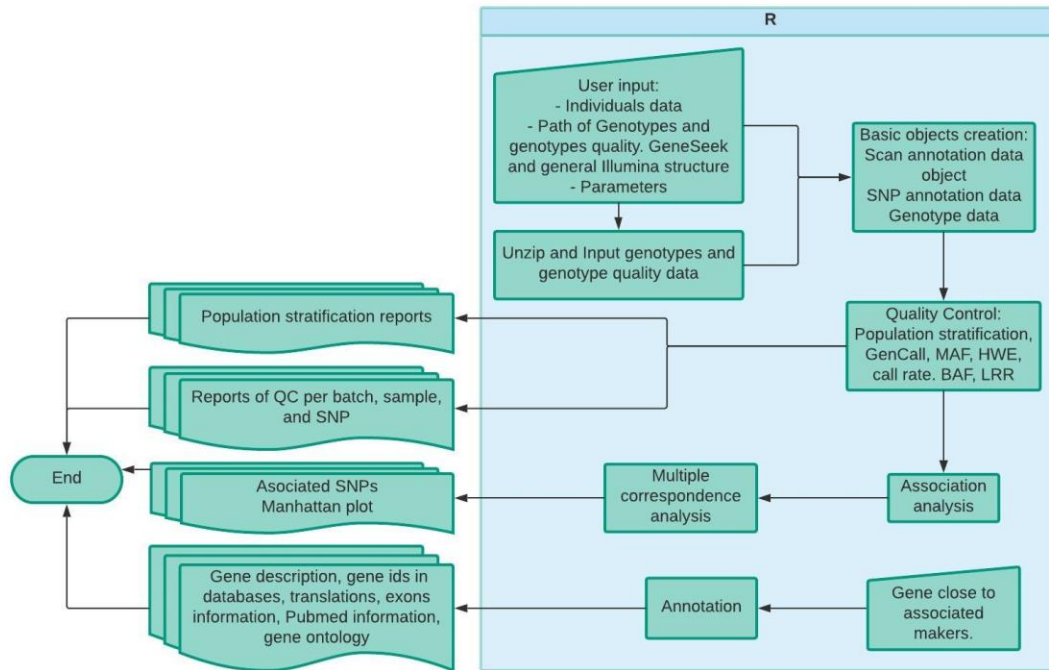 R
User input:
- Individuals data
- Path of Genotypes and
genotypes quality. GeneSeek
and general Illumina structure
- Parameters
Basic objects creation:
Scan annotation data
object
SNP annotation data
Genotype data
Unzip and Input genotypes and
genotype quality data
Population stratification reports
Quality Control:
Population stratification,
GenCall, MAF, HWE,
call rate. BAF, LRR
Reports of QC per batch, sample,
and SNP
End
Asociated SNPs
Manhattan plot
Multiple
correspondence
analysis
Association
analysis
Gene description, gene ids in
databases, translations, exons
information, Pubmed information,
gene ontology
Annotation
Gene close to
associated
makers.